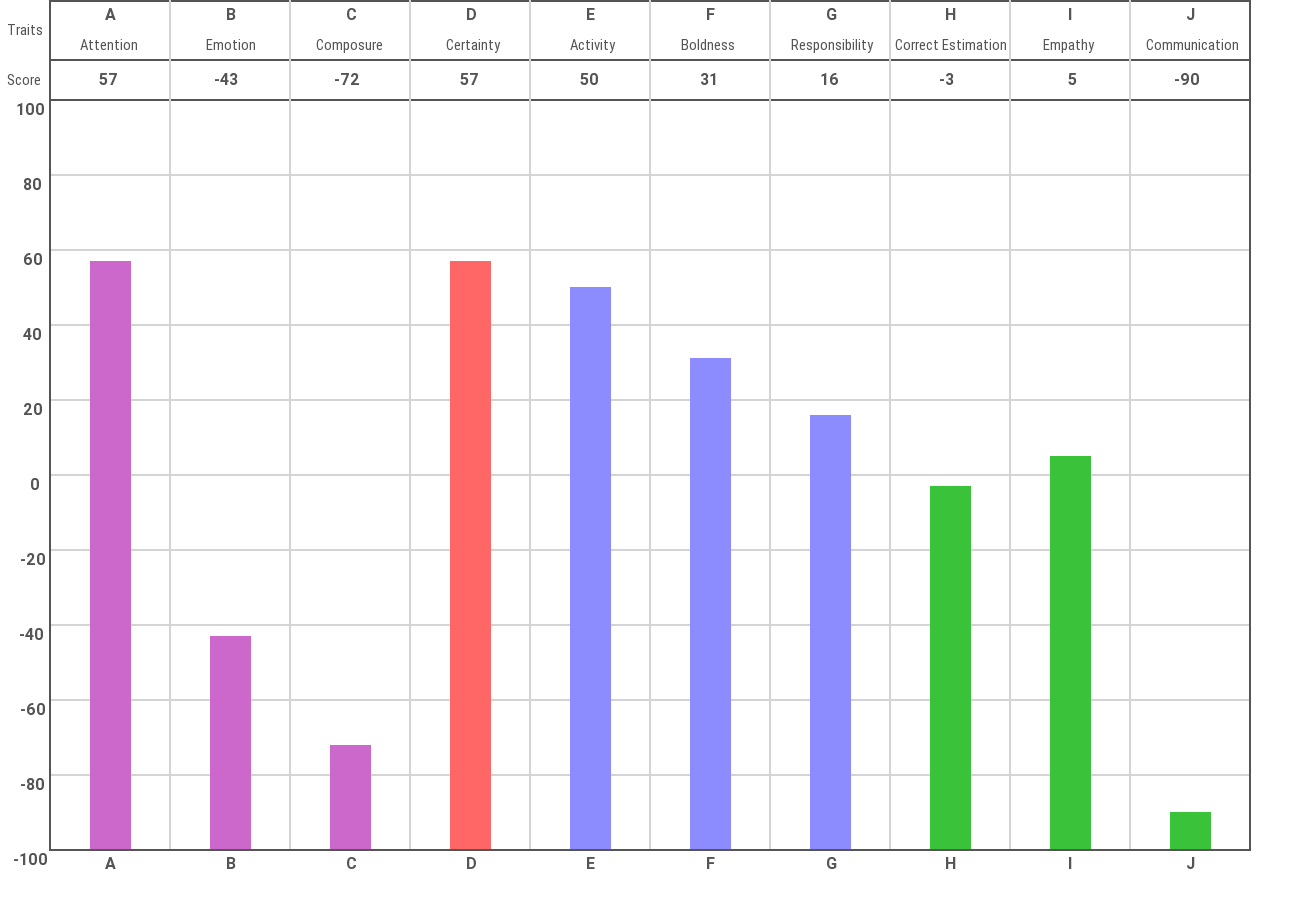 A B C D E F G H I J
Traits Attention Emotion Composure Certainty Activity Boldness Responsibility Correct Estimation Empathy Communication
Score 57 -43 -72 57 50 31 16 -3 5 -90
100
80
60
40
20
0
-20
-40
-60
-80
-100
A B C D E F G H I J